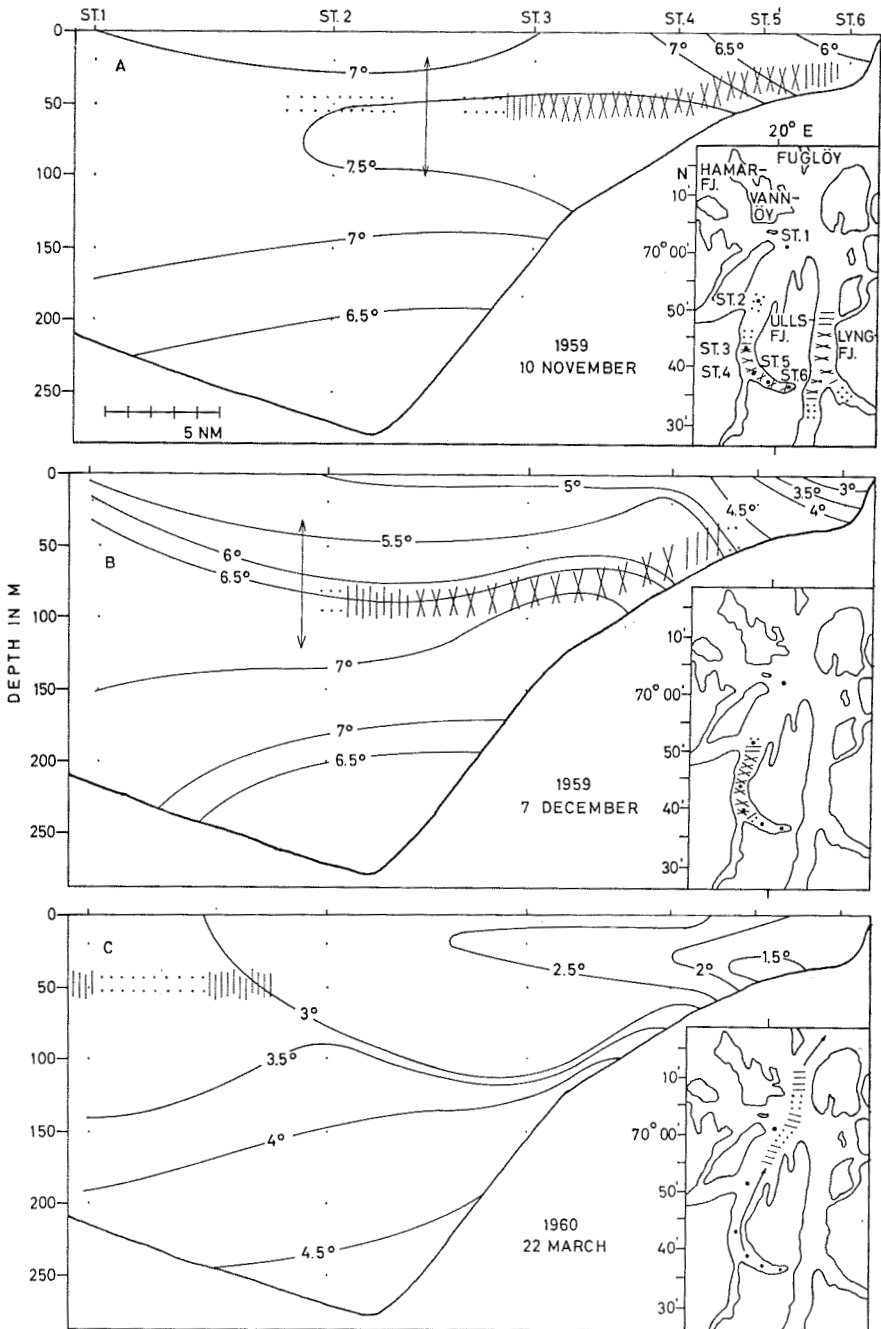 ST.1 ST. 2 ST.3 ST.4 ST.5 ST.6
0
A
7°
7° 6.5° 6°
50
7.5°
100
150
7°
200
6.5°
250
5 NM
1959
10 NOVEMBER
20° E
N
HAMAR-
FJ.
FUGLÖY
VANN-
ÖY
10'
ST.1
70° 00'
50'
ST.2
ULLS-
FJ.
LYNG-
FJ.
40'
ST.3
ST.4
ST.5
ST.6
30'
DEPTH IN M
0
B
5°
5.5°
4.5° 3.5° 3°
4°
50
6°
6.5°
100
150
7°
200
7°
6.5°
250
1959
7 DECEMBER
10'
70° 00'
50'
40'
30'
0
C
2.5° 2° 1.5°
50
3°
100
3.5°
150
4°
200
250
4.5°
1960
22 MARCH
10'
70° 00'
50'
40'
30'